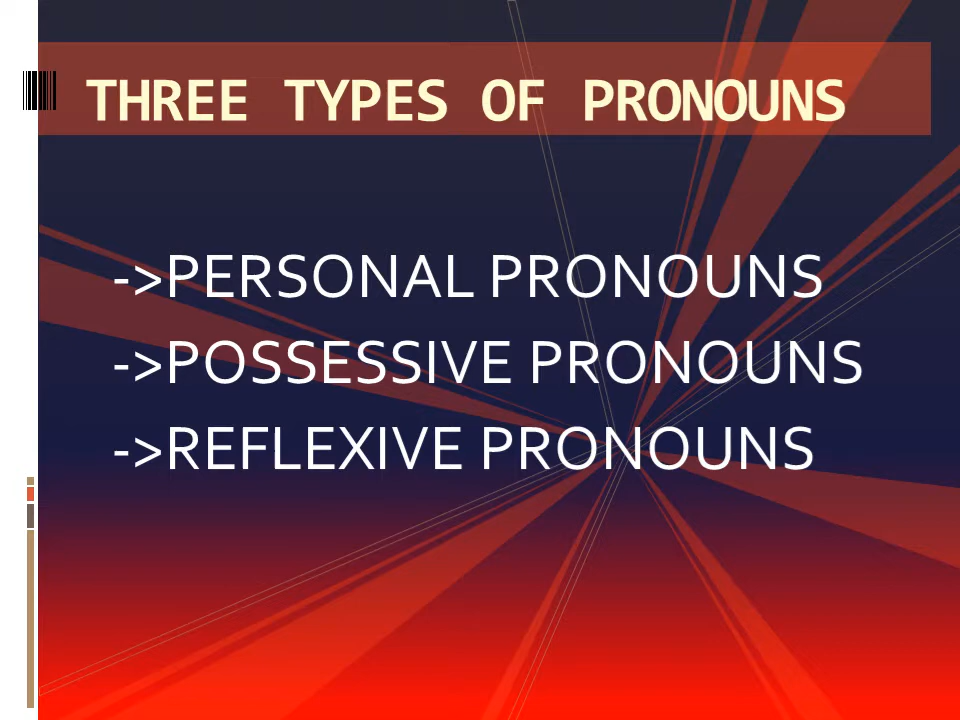 THREE TYPES OF PRONOUNS
->PERSONAL PRONOUNS
->POSSESSIVE PRONOUNS
->REFLEXIVE PRONOUNS